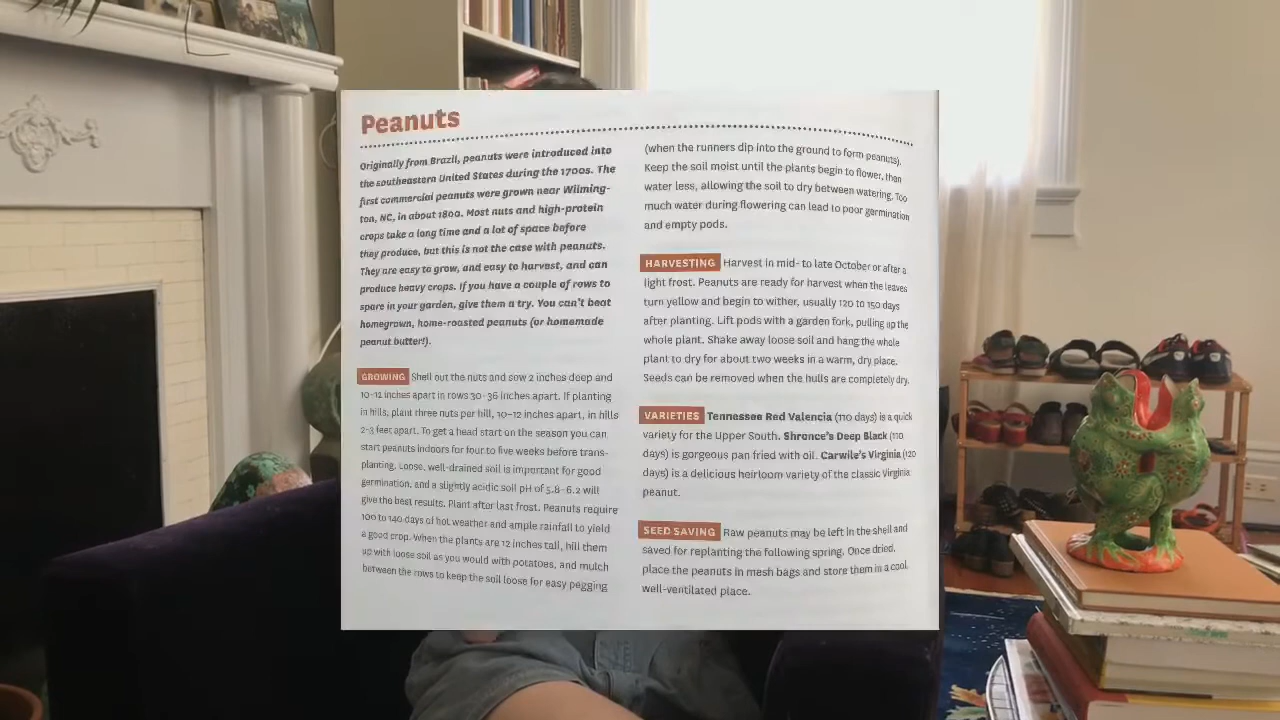 Peanuts
Originally from Brazil, peanuts were introduced into
the southeastern United States during the 1700s. The
first commercial peanuts were grown near Wilming-
ton, NC, in about 1800. Most nuts and high-protein
crops take a long time and a lot of space before
they produce, but this is not the case with peanuts.
They are easy to grow, and easy to harvest, and can
produce heavy crops. If you have a couple of rows to
spare in your garden, give them a try. You can't beat
homegrown, home-roasted peanuts (or homemade
peanut butter!).
GROWING Shell out the nuts and sow 2 inches deep and
10-12 inches apart in rows 30-36 inches apart. If planting
in hills, plant three nuts per hill, 10-12 inches apart, in hills
2-3 feet apart. To get a head start on the season you can
start peanuts indoors for four to five weeks before trans-
planting. Loose, well-drained soil is important for good
germination, and a slightly acidic soil pH of 5.8-6.2 will
give the best results. Plant after last frost. Peanuts require
100 to 140 days of hot weather and ample rainfall to yield
a good crop. When the plants are 12 inches tall, hill them
up with loose soil as you would with potatoes, and mulch
between the rows to keep the soil loose for easy pegging
(when the runners dip into the ground to form peanuts).
Keep the soil moist until the plants begin to flower, then
water less, allowing the soil to dry between watering. Too
much water during flowering can lead to poor germination
and empty pods.
HARVESTING Harvest in mid- to late October or after a
light frost. Peanuts are ready for harvest when the leaves
turn yellow and begin to wither, usually 120 to 150 days
after planting. Lift pods with a garden fork, pulling up the
whole plant. Shake away loose soil and hang the whole
plant to dry for about two weeks in a warm, dry place.
Seeds can be removed when the hulls are completely dry.
VARIETIES Tennessee Red Valencia (110 days) is a quick
variety for the Upper South. Shronce's Deep Black (110
days) is gorgeous pan fried with oil. Carwile's Virginia (120
days) is a delicious heirloom variety of the classic Virginia
peanut.
SEED SAVING Raw peanuts may be left in the shell and
saved for replanting the following spring. Once dried,
place the peanuts in mesh bags and store them in a cool,
well-ventilated place.